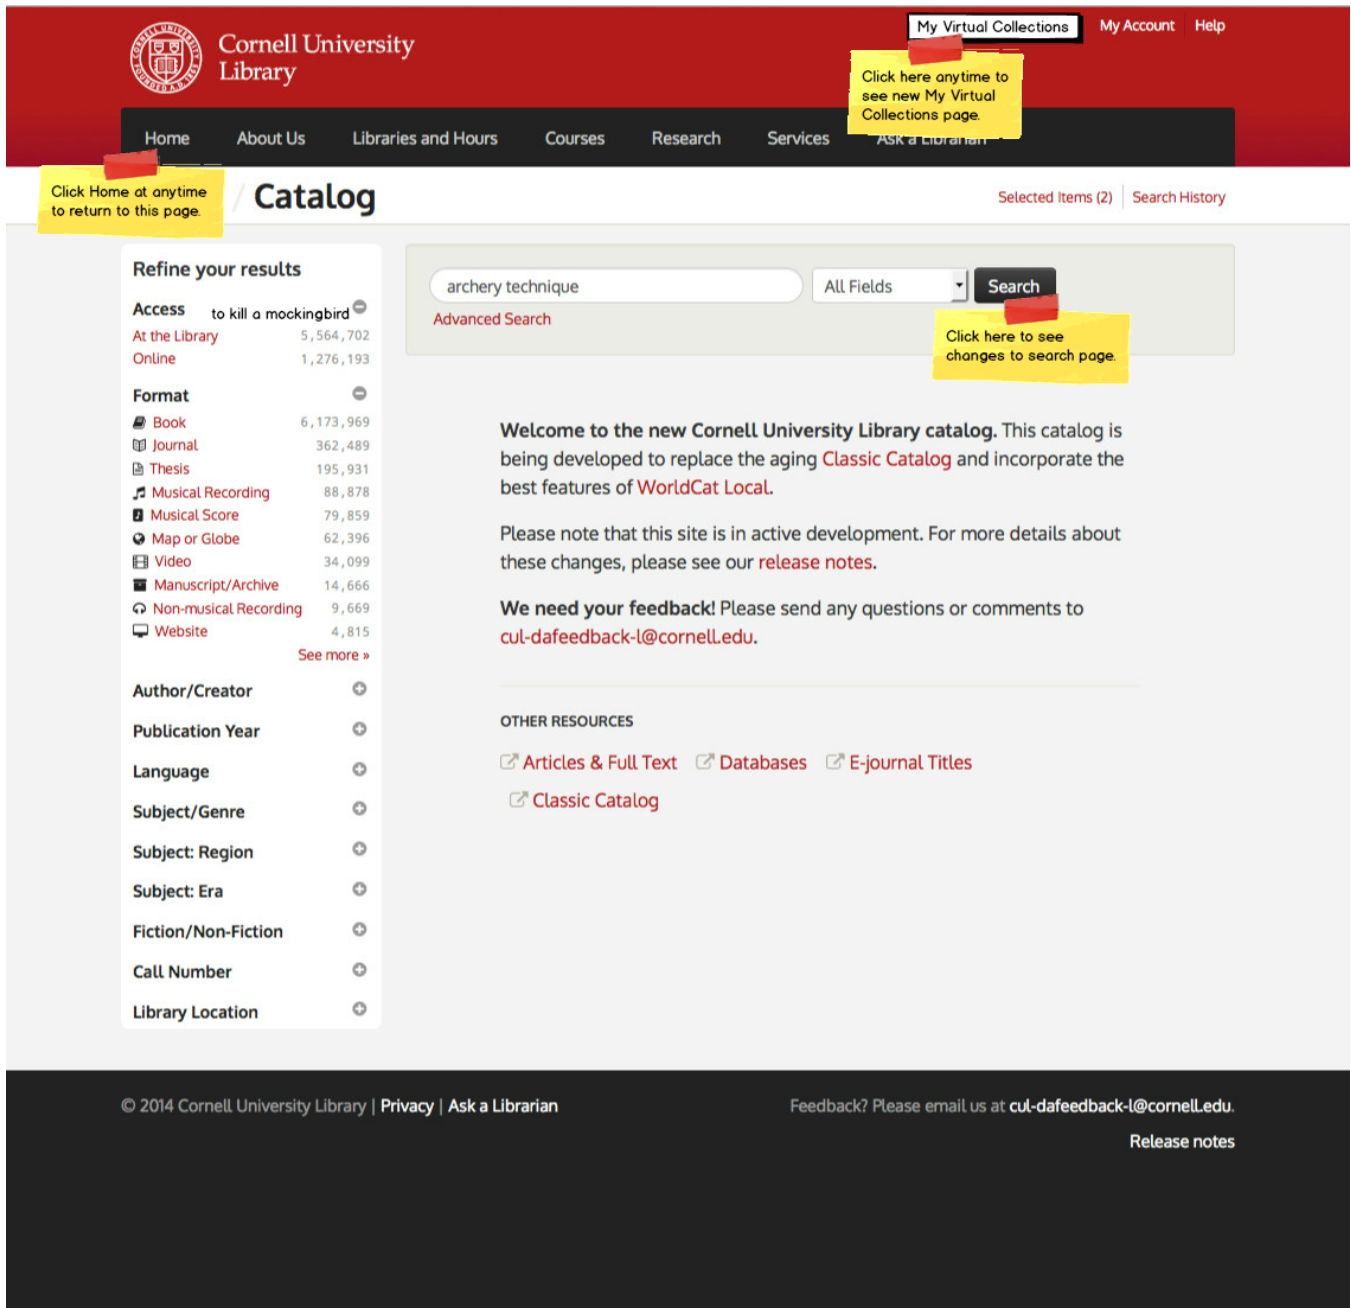 Cornell University
Library
My Virtual Collections
My Account
Help
Click here anytime to
see new My Virtual
Collections page.
Home
About Us
Libraries and Hours
Courses
Research
Services
Ask a Librarian
Click Home at anytime
to return to this page.
/ Catalog
Selected Items (2)
Search History
Refine your results
Access
to kill a mockingbird
At the Library 5,564,702
Online 1,276,193
Format
Book 6,173,969
Journal 362,489
Thesis 195,931
Musical Recording 88,878
Musical Score 79,859
Map or Globe 62,396
Video 34,099
Manuscript/Archive 14,666
Non-musical Recording 9,669
Website 4,815
See more »
Author/Creator
Publication Year
Language
Subject/Genre
Subject: Region
Subject: Era
Fiction/Non-Fiction
Call Number
Library Location
archery technique
All Fields
Search
Advanced Search
Click here to see
changes to search page.
Welcome to the new Cornell University Library catalog. This catalog is
being developed to replace the aging Classic Catalog and incorporate the
best features of WorldCat Local.
Please note that this site is in active development. For more details about
these changes, please see our release notes.
We need your feedback! Please send any questions or comments to
cul-dafeedback-l@cornell.edu.
OTHER RESOURCES
Articles & Full Text
Databases
E-journal Titles
Classic Catalog
© 2014 Cornell University Library | Privacy | Ask a Librarian
Feedback? Please email us at cul-dafeedback-l@cornell.edu.
Release notes